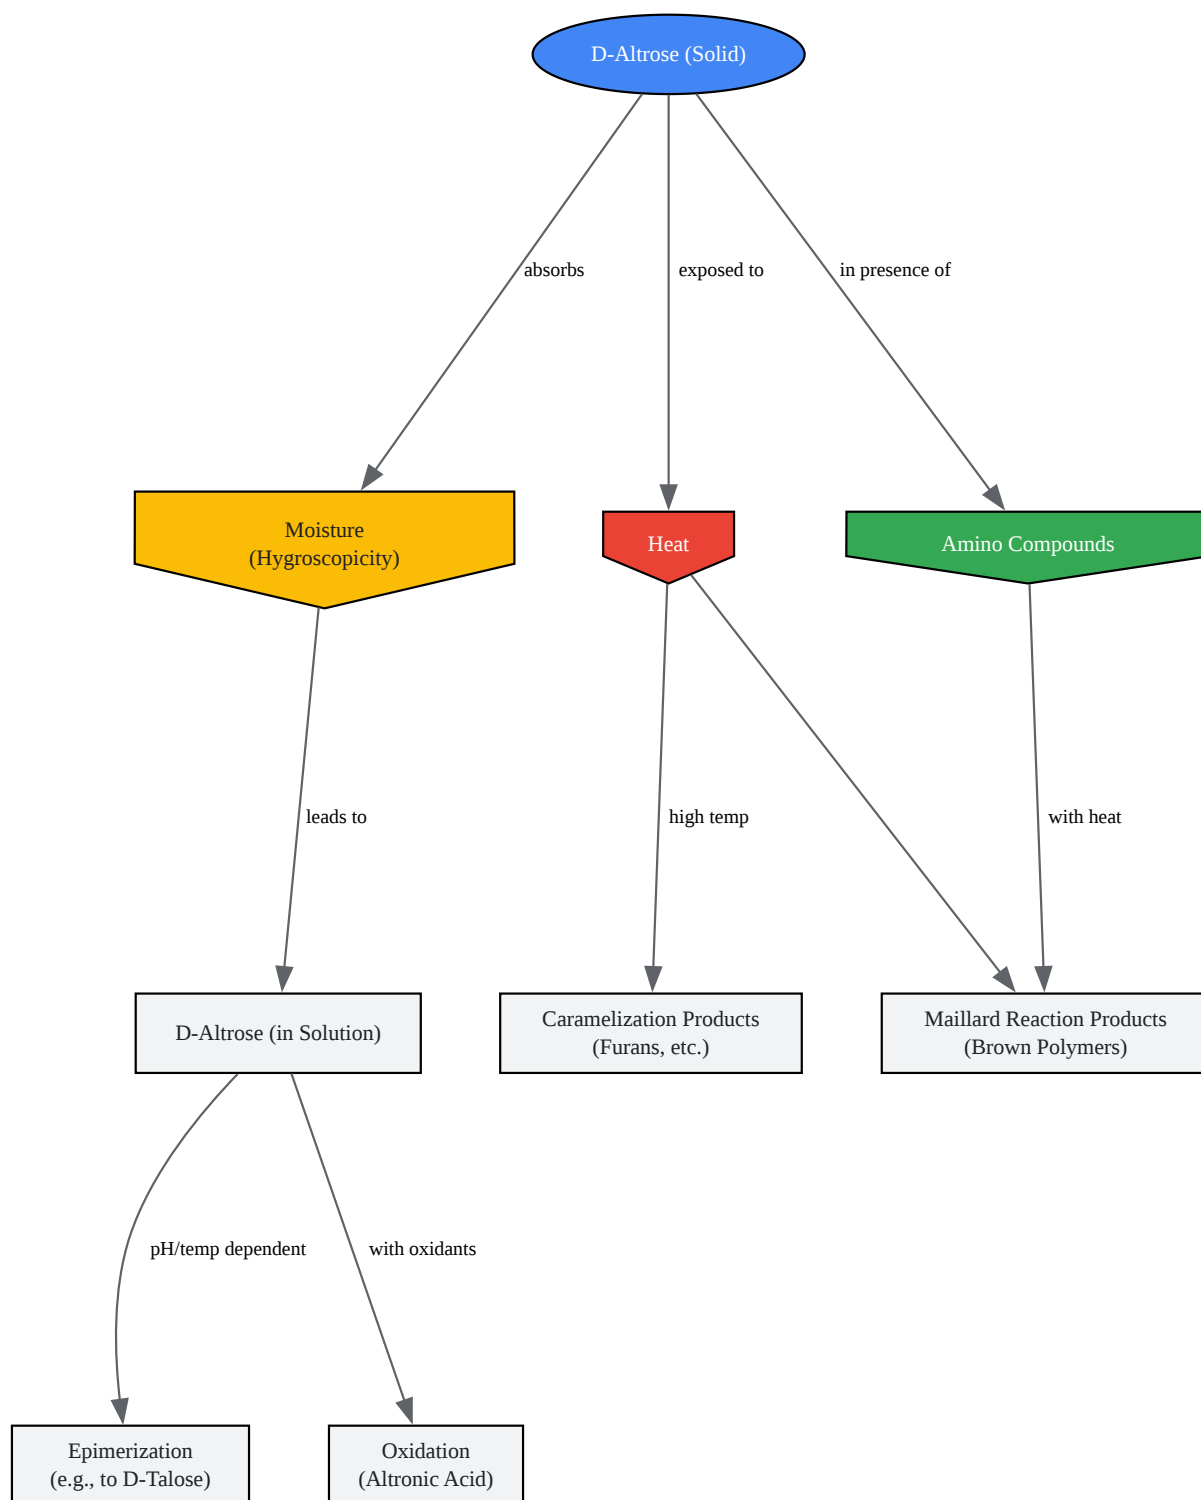 D-Altrose (Solid)
absorbs
exposed to
in presence of
Moisture
(Hygroscopicity)
Heat
Amino Compounds
leads to
high temp
with heat
D-Altrose (in Solution)
Caramelization Products
(Furans, etc.)
Maillard Reaction Products
(Brown Polymers)
pH/temp dependent
with oxidants
Epimerization
(e.g., to D-Talose)
Oxidation
(Altronic Acid)